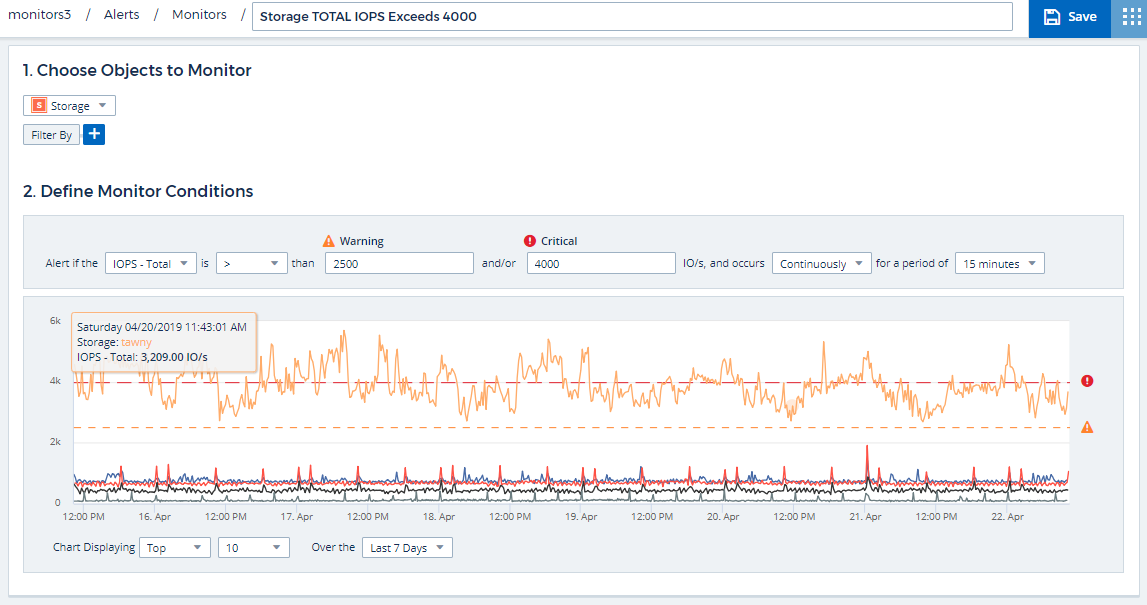 monitors3 / Alerts / Monitors / Storage TOTAL IOPS Exceeds 4000 Save
1. Choose Objects to Monitor
S Storage
Filter By +
2. Define Monitor Conditions
Warning Critical
Alert if the IOPS - Total is > than 2500 and/or 4000 IO/s, and occurs Continuously for a period of 15 minutes
6k
Saturday 04/20/2019 11:43:01 AM
Storage: tawny
IOPS - Total: 3,209.00 IO/s
4k
2k
0
12:00 PM 16. Apr 12:00 PM 17. Apr 12:00 PM 18. Apr 12:00 PM 19. Apr 12:00 PM 20. Apr 12:00 PM 21. Apr 12:00 PM 22. Apr
Chart Displaying Top 10 Over the Last 7 Days